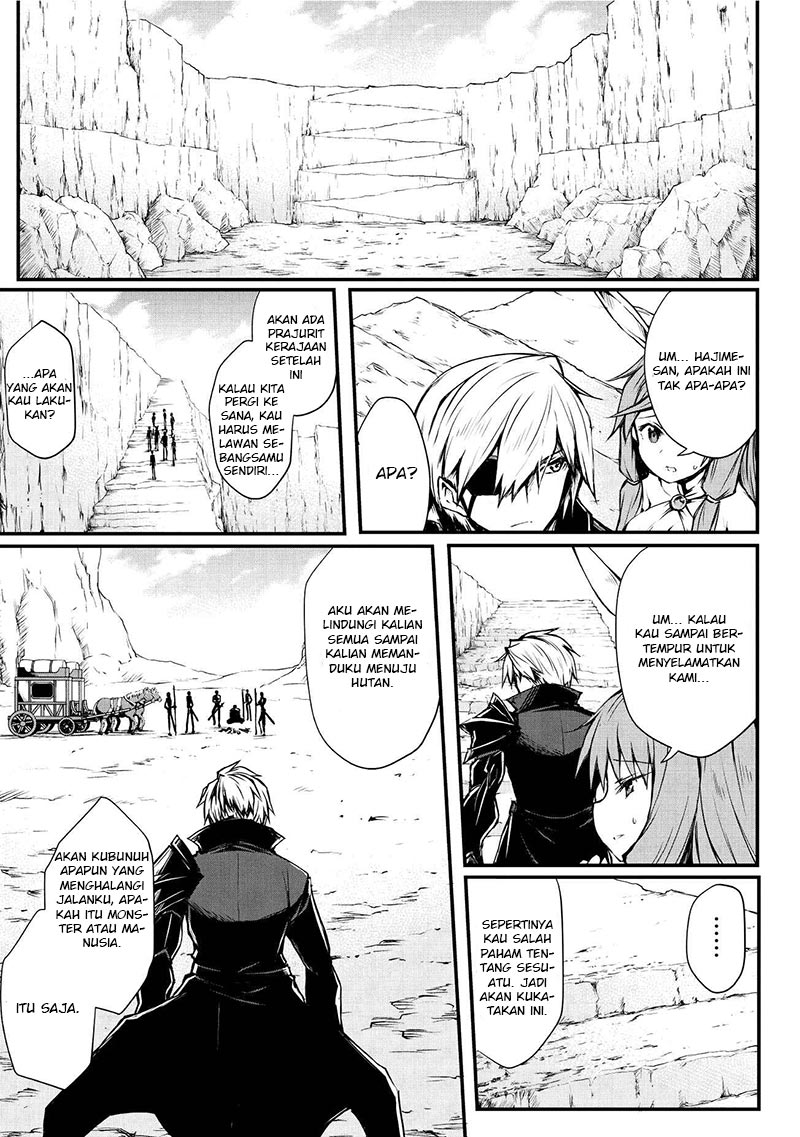 UM... HAJIME-
SAN, APAKAH INI
TAK APA-APA?
APA?
AKAN ADA
PRAJURIT
KERAJAAN
SETELAH
INI
KALAU KITA
PERGI KE
SANA, KAU
HARUS ME-
LAWAN SE-
BANGSAMU
SENDIRI...
...APA
YANG AKAN
KAU LAKU-
KAN?
UM... KALAU
KAU SAMPAI BER-
TEMPUR UNTUK
MENYELAMATKAN
KAMI...
........
SEPERTINYA
KAU SALAH
PAHAM TEN-
TANG SESU-
ATU. JADI
AKAN KUKA-
TAKAN INI.
AKU AKAN ME-
LINDUNGI KALIAN
SEMUA SAMPAI
KALIAN MEMAN-
DUKU MENUJU
HUTAN.
AKAN KUBUNUH
APAPUN YANG
MENGHALANGI
JALANKU, APA-
KAH ITU MONS-
TER ATAU MA-
NUSIA.
ITU SAJA.